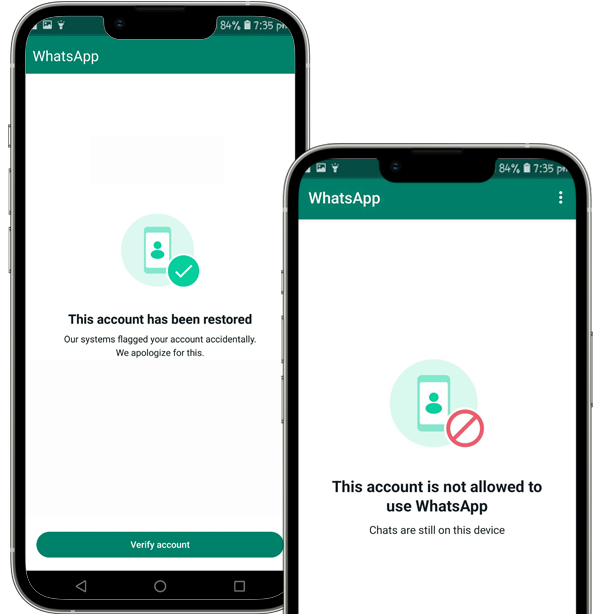 84% 7:35 pm
WhatsApp
This account has been restored
Our systems flagged your account accidentally.
We apologize for this.
Verify account
84% 7:35 pm
WhatsApp
This account is not allowed to
use WhatsApp
Chats are still on this device